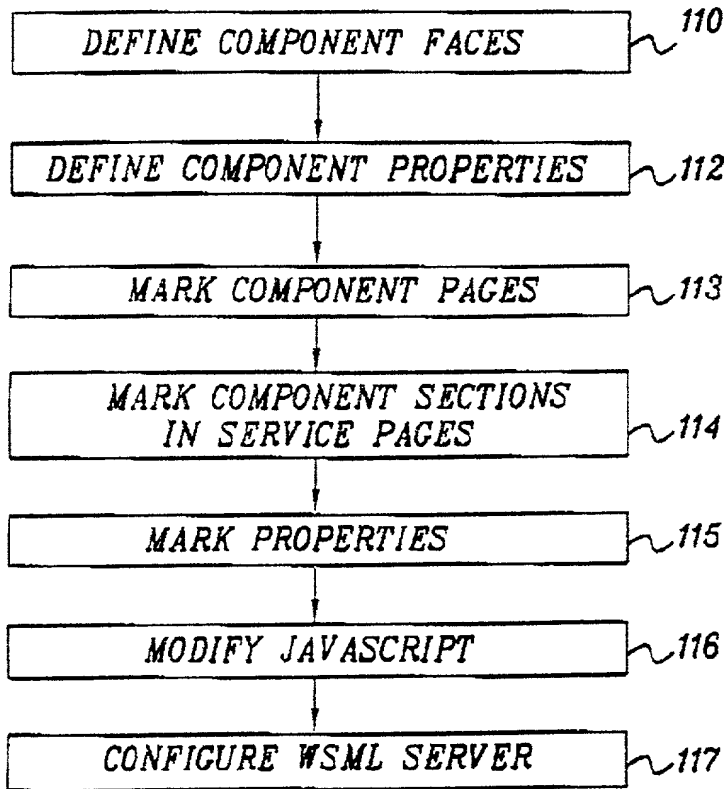 DEFINE COMPONENT FACES 110
DEFINE COMPONENT PROPERTIES 112
MARK COMPONENT PAGES 113
MARK COMPONENT SECTIONS
IN SERVICE PAGES 114
MARK PROPERTIES 115
MODIFY JAVASCRIPT 116
CONFIGURE WSML SERVER 117